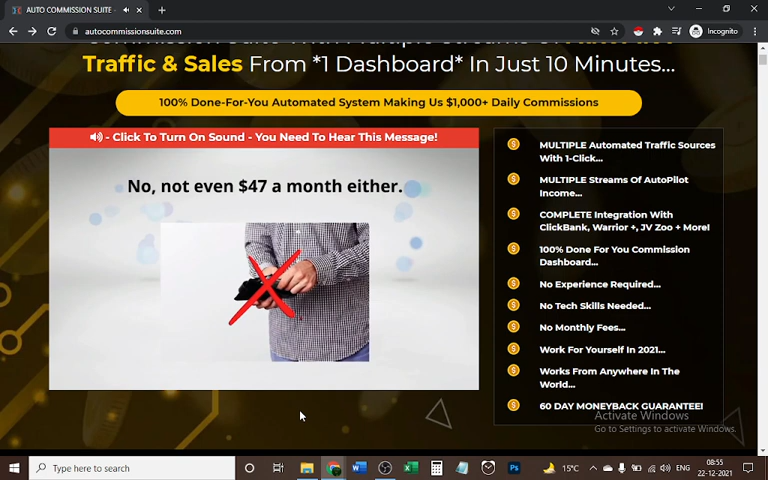 AUTO COMMISSION SUITE -
autocommissionsuite.com
Incognito
Traffic & Sales From *1 Dashboard* In Just 10 Minutes...
100% Done-For-You Automated System Making Us $1,000+ Daily Commissions
- Click To Turn On Sound - You Need To Hear This Message!
No, not even $47 a month either.
MULTIPLE Automated Traffic Sources
With 1-Click...
MULTIPLE Streams Of AutoPilot
Income...
COMPLETE Integration With
ClickBank, Warrior +, JV Zoo + More!
100% Done For You Commission
Dashboard...
No Experience Required...
No Tech Skills Needed...
No Monthly Fees...
Work For Yourself In 2021...
Works From Anywhere In The
World...
60 DAY MONEYBACK GUARANTEE!
Activate Windows
Go to Settings to activate Windows.
Type here to search
15°C
ENG
08:55
22-12-2021